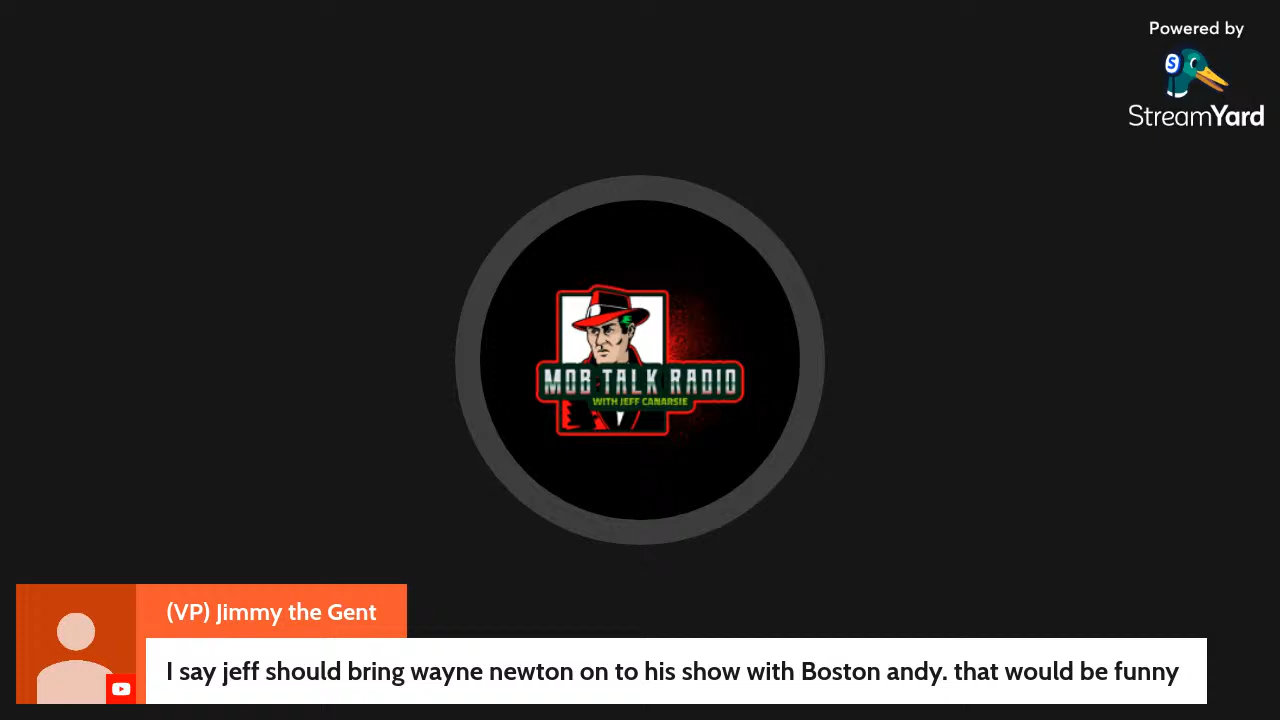 Powered by
StreamYard
MOB TALK RADIO
WITH JEFF CANARSIE
(VP) Jimmy the Gent
I say jeff should bring wayne newton on to his show with Boston andy. that would be funny